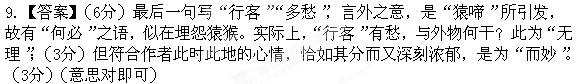 9.【答案】(6分)最后一句写“行客”“多愁”,言外之意,是“猿啼”所引发,
故有“何必”之语,似在埋怨猿猴。实际上,“行客”有愁,与外物何干?此为“无
理”;(3分)但符合作者此时此地的心情,恰如其分而又深刻浓郁,是为“而妙”。
(3分)(意思对即可)